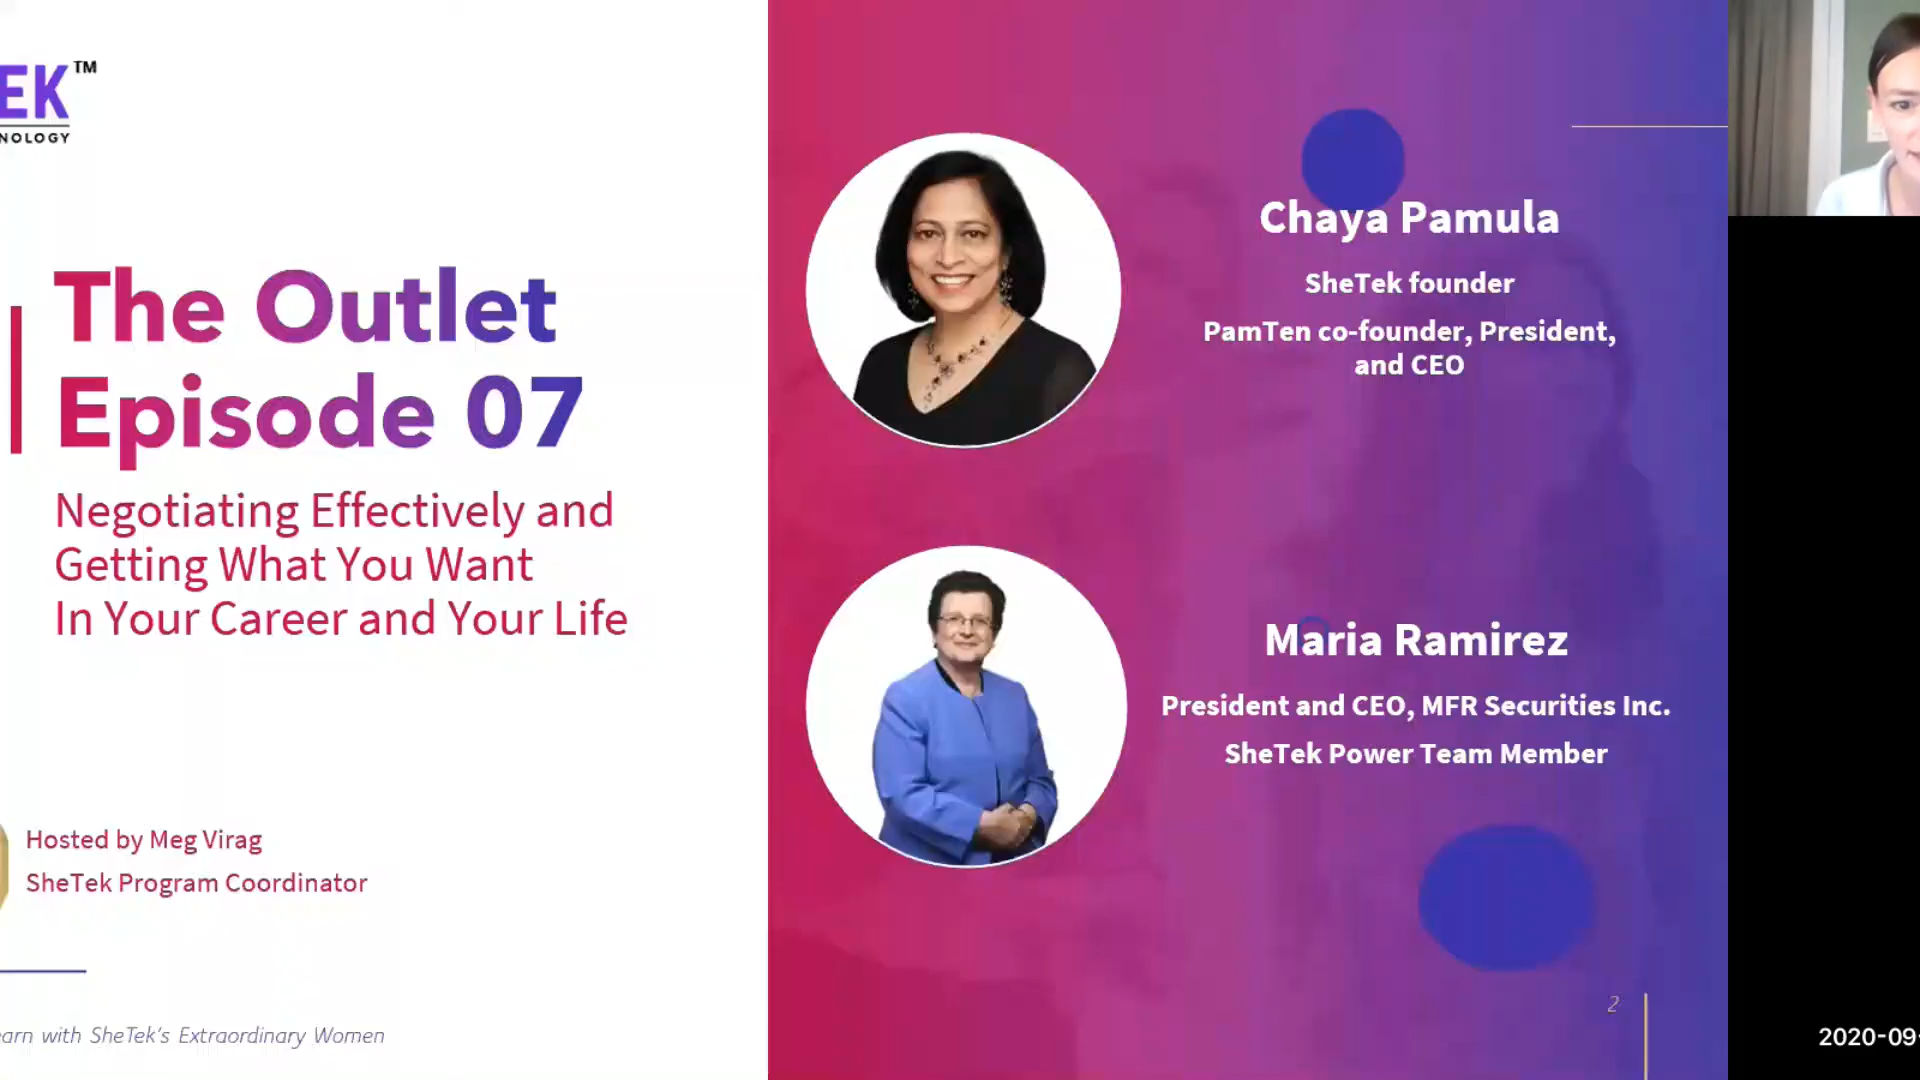 EK™
NOLOGY
The Outlet
Episode 07
Negotiating Effectively and
Getting What You Want
In Your Career and Your Life
Hosted by Meg Virag
SheTek Program Coordinator
earn with SheTek's Extraordinary Women
Chaya Pamula
SheTek founder
PamTen co-founder, President,
and CEO
Maria Ramirez
President and CEO, MFR Securities Inc.
SheTek Power Team Member
2
2020-09-